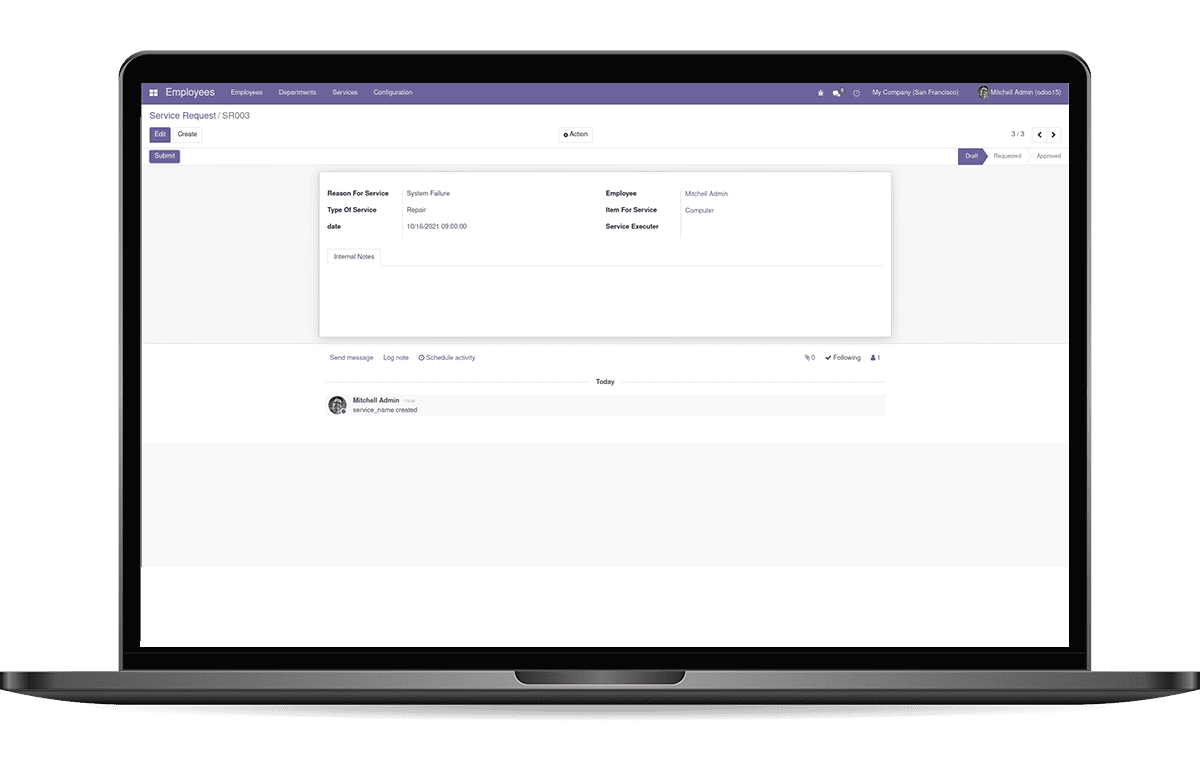 Employees Employees Departments Services Configuration 5 My Company (San Francisco) Mitchell Admin (odoo15)
Service Request / SR003
Edit Create Action 3 / 3
Submit Draft Requested Approved
Reason For Service System Failure Employee Mitchell Admin
Type Of Service Repair Item For Service Computer
date 10/16/2021 09:00:00 Service Executer
Internal Notes
Send message Log note Schedule activity 0 Following 1
Today
Mitchell Admin - now
service_name created